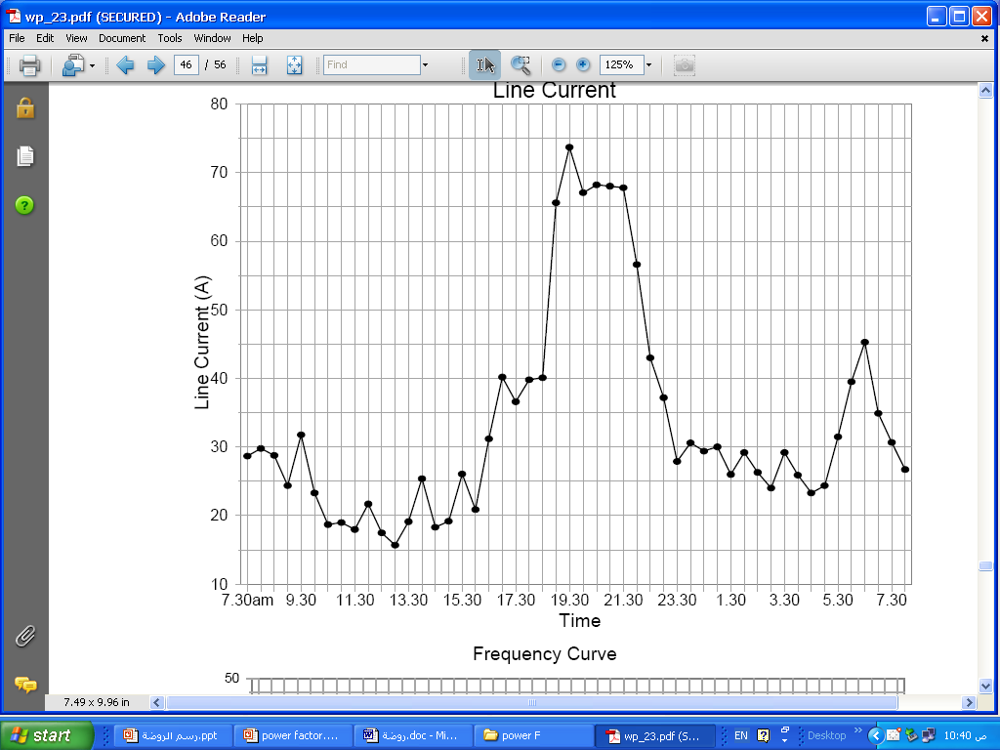 wp_23.pdf (SECURED) - Adobe Reader
File Edit View Document Tools Window Help
46 / 56 Find 125%
Line Current
80
70
60
50
40
30
20
10
Line Current (A)
7.30am 9.30 11.30 13.30 15.30 17.30 19.30 21.30 23.30 1.30 3.30 5.30 7.30
Time
Frequency Curve
50
7.49 x 9.96 in
start رسم الروضة.ppt power factor.... روضة.doc - Mi... power F wp_23.pdf (S... EN Desktop 10:40 ص